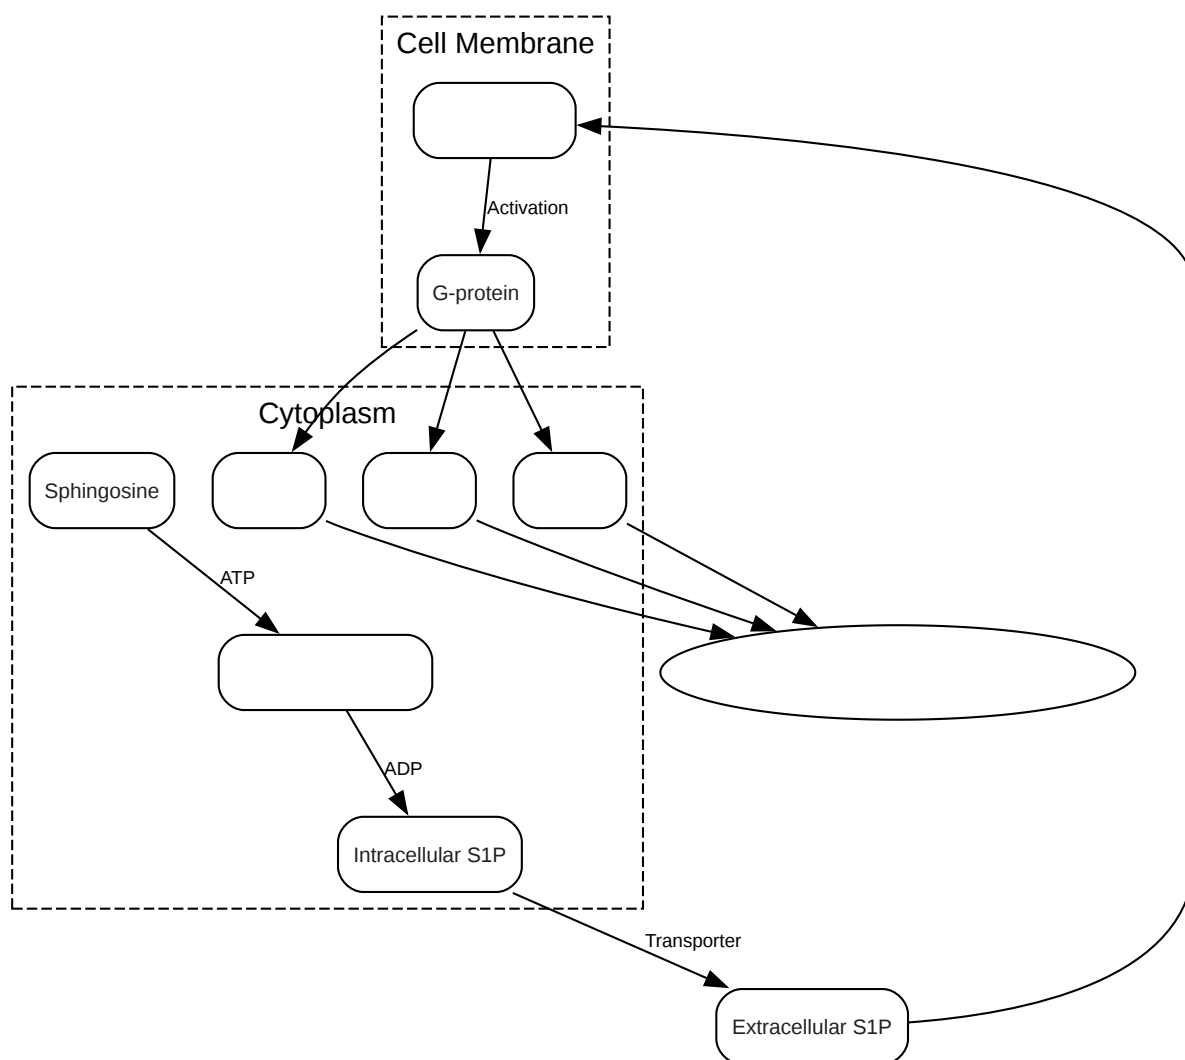 Cell Membrane
Activation
G-protein
Cytoplasm
Sphingosine
ATP
ADP
Intracellular S1P
Transporter
Extracellular S1P